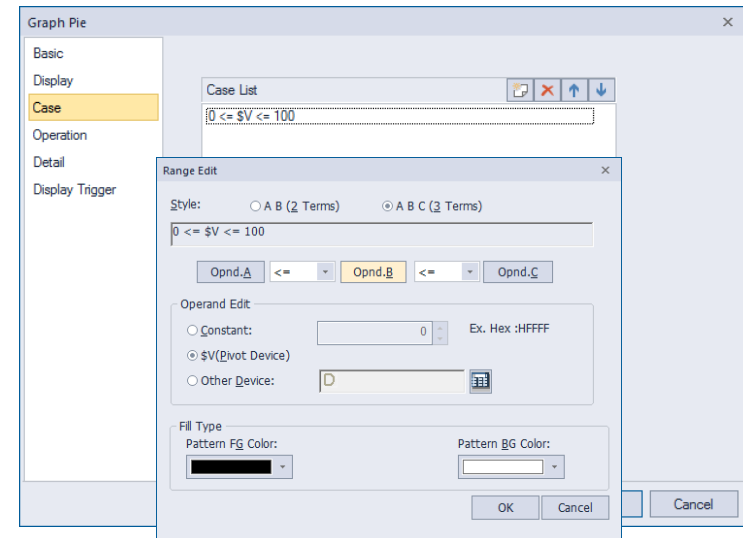 Graph Pie
Basic
Display
Case
Operation
Detail
Display Trigger
Case List
0 <= $V <= 100
Range Edit
Style:
A B (2 Terms)
A B C (3 Terms)
0 <= $V <= 100
Opnd.A
<=
Opnd.B
<=
Opnd.C
Operand Edit
Constant:
0
Ex. Hex :HFFFF
$V(Pivot Device)
Other Device:
D
Fill Type
Pattern FG Color:
Pattern BG Color:
OK
Cancel
Cancel